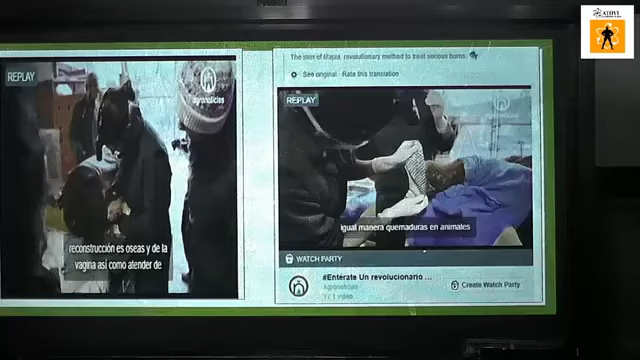 REPLAY
agronoticias
reconstrucción es oseas y de la
vagina así como atender de
The skin of tilapia, revolutionary method to treat serious burns.
See original · Rate this translation
REPLAY
igual manera quemaduras en animales
WATCH PARTY
#Entérate Un revolucionario ...
Agronoticias
Create Watch Party